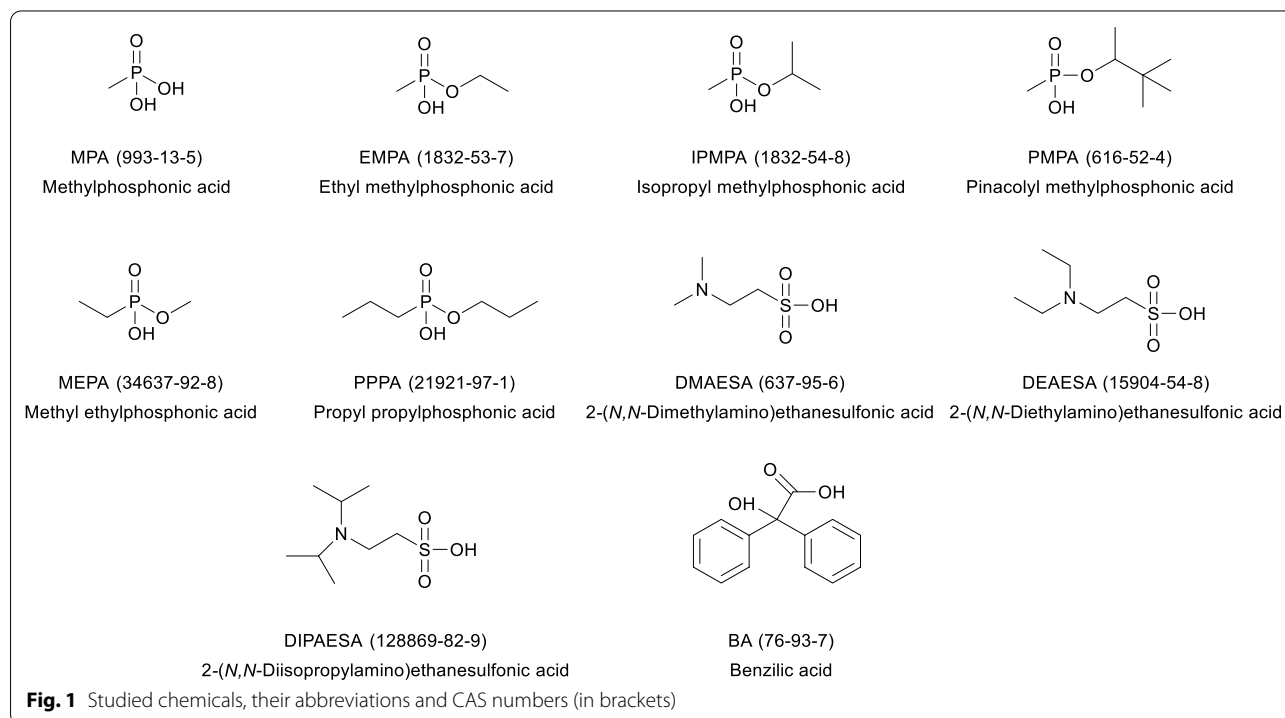 O
P
OH
OH
O
P
O
OH
O
P
O
OH
O
P
O
OH
MPA (993-13-5)
EMPA (1832-53-7)
IPMPA (1832-54-8)
PMPA (616-52-4)
Methylphosphonic acid
Ethyl methylphosphonic acid
Isopropyl methylphosphonic acid
Pinacolyl methylphosphonic acid
O
P
O
OH
O
P
O
OH
N
O
S
OH
O
N
O
S
OH
O
MEPA (34637-92-8)
PPPA (21921-97-1)
DMAESA (637-95-6)
DEAESA (15904-54-8)
Methyl ethylphosphonic acid
Propyl propylphosphonic acid
2-(N,N-Dimethylamino)ethanesulfonic acid
2-(N,N-Diethylamino)ethanesulfonic acid
N
O
S
OH
O
O
OH
OH
DIPAESA (128869-82-9)
BA (76-93-7)
2-(N,N-Diisopropylamino)ethanesulfonic acid
Benzilic acid
Fig. 1 Studied chemicals, their abbreviations and CAS numbers (in brackets)